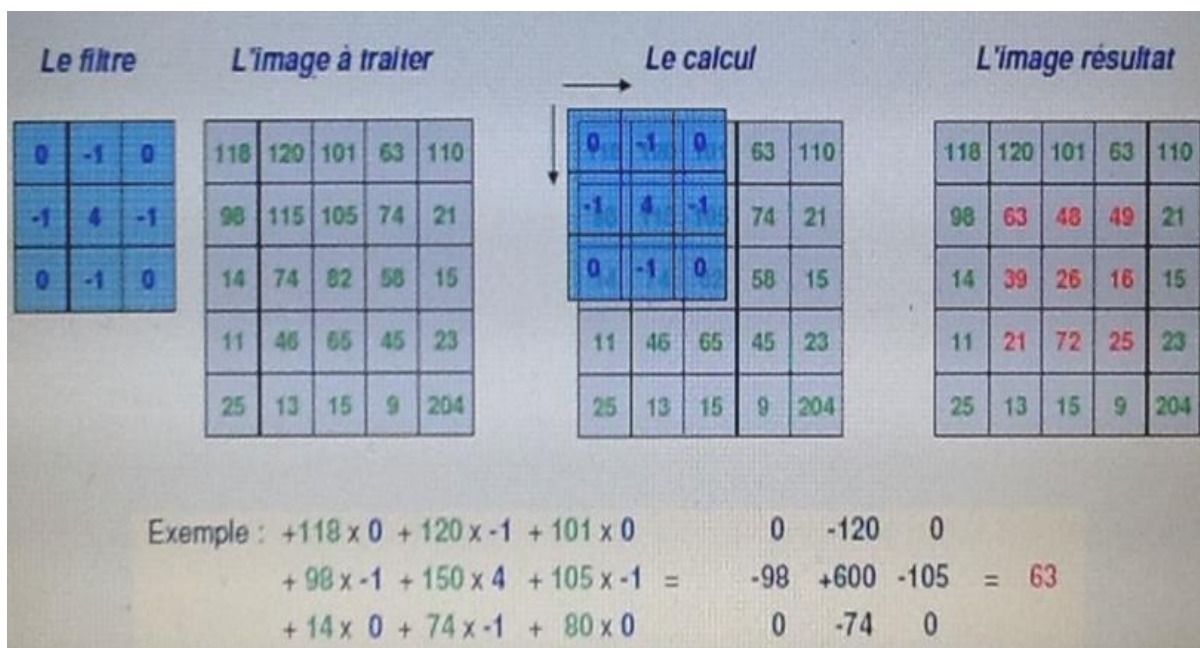 Le filtre L'image à traiter Le calcul L'image résultat
0 -1 0 118 120 101 63 110 0 -1 0 63 110 118 120 101 63 110
-1 4 -1 98 115 105 74 21 -1 4 -1 74 21 98 63 48 49 21
0 -1 0 14 74 82 58 15 0 -1 0 58 15 14 39 26 16 15
11 46 65 45 23 11 46 65 45 23 11 21 72 25 23
25 13 15 9 204 25 13 15 9 204 25 13 15 9 204
Exemple : +118 x 0 + 120 x -1 + 101 x 0 0 -120 0
+ 98 x -1 + 150 x 4 + 105 x -1 = -98 +600 -105 = 63
+ 14 x 0 + 74 x -1 + 80 x 0 0 -74 0